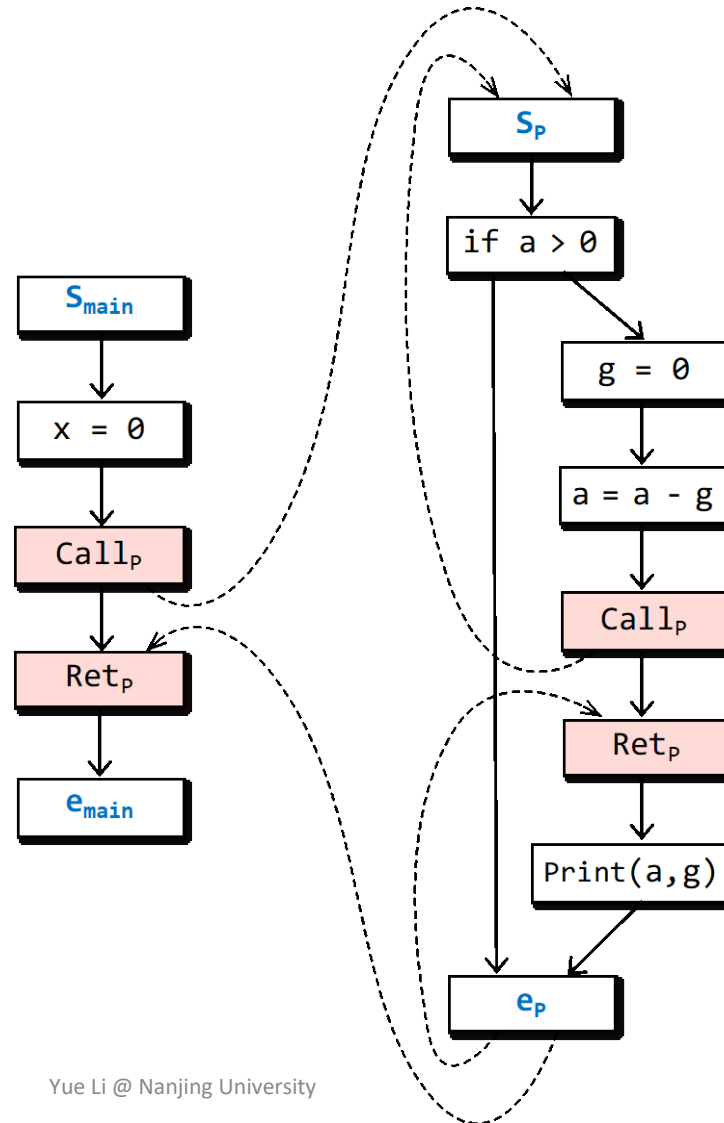 S_main
x = 0
Call_P
Ret_P
e_main
S_P
if a > 0
g = 0
a = a - g
Call_P
Ret_P
Print(a,g)
e_P
Yue Li @ Nanjing University